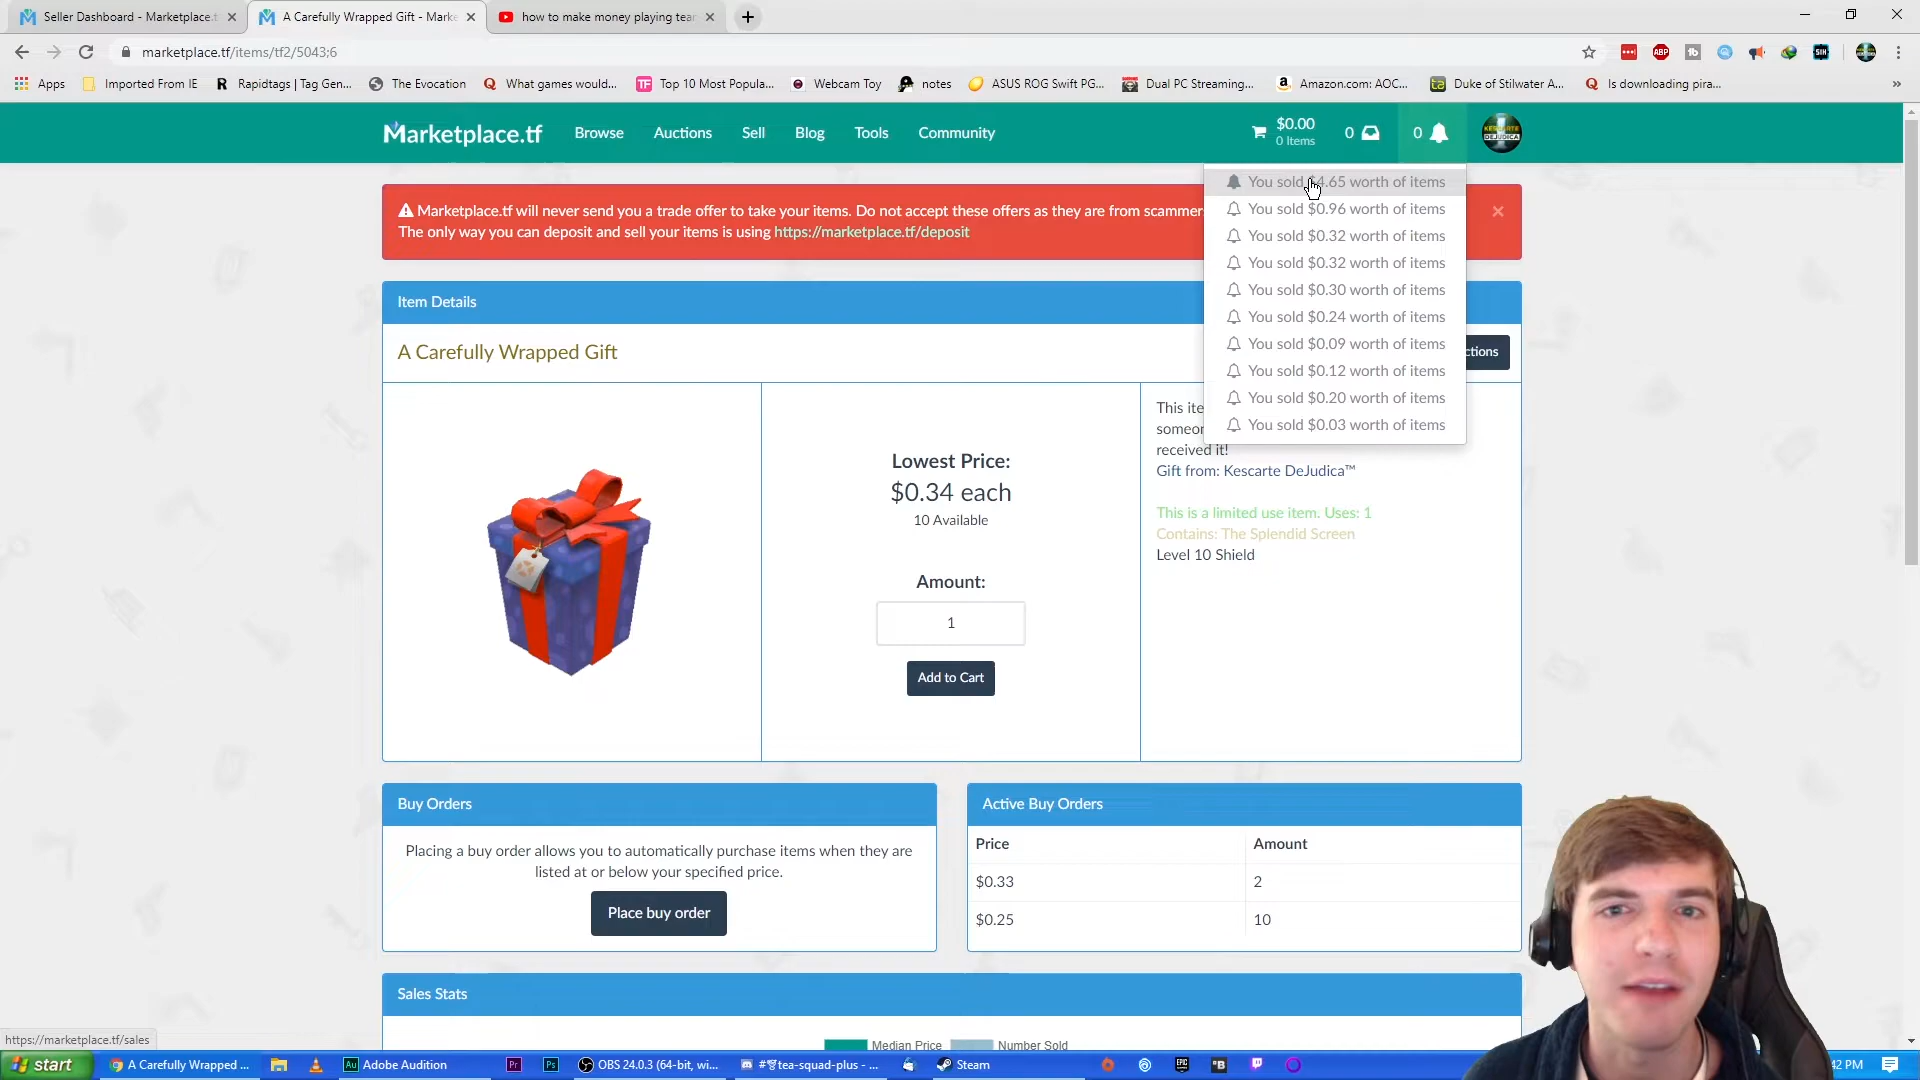 Seller Dashboard - Marketplace.t
A Carefully Wrapped Gift - Marke
how to make money playing tear
marketplace.tf/items/tf2/5043;6
Apps
Imported From IE
Rapidtags | Tag Gen...
The Evocation
What games would...
Top 10 Most Popula...
Webcam Toy
notes
ASUS ROG Swift PG...
Dual PC Streaming...
Amazon.com: AOC...
Duke of Stilwater A...
Is downloading pira...
Marketplace.tf
Browse
Auctions
Sell
Blog
Tools
Community
$0.00
0 Items
0
0
Marketplace.tf will never send you a trade offer to take your items. Do not accept these offers as they are from scammer
The only way you can deposit and sell your items is using https://marketplace.tf/deposit
You sold $4.65 worth of items
You sold $0.96 worth of items
You sold $0.32 worth of items
You sold $0.32 worth of items
You sold $0.30 worth of items
You sold $0.24 worth of items
You sold $0.09 worth of items
You sold $0.12 worth of items
You sold $0.20 worth of items
You sold $0.03 worth of items
Item Details
A Carefully Wrapped Gift
ctions
Lowest Price:
$0.34 each
10 Available
Amount:
1
Add to Cart
This ite
someor
received it!
Gift from: Kescarte DeJudica™
This is a limited use item. Uses: 1
Contains: The Splendid Screen
Level 10 Shield
Buy Orders
Placing a buy order allows you to automatically purchase items when they are
listed at or below your specified price.
Place buy order
Active Buy Orders
Price
Amount
$0.33
2
$0.25
10
Sales Stats
Median Price
Number Sold
https://marketplace.tf/sales
start
A Carefully Wrapped ...
Adobe Audition
OBS 24.0.3 (64-bit, wi...
tea-squad-plus - ...
Steam
42 PM